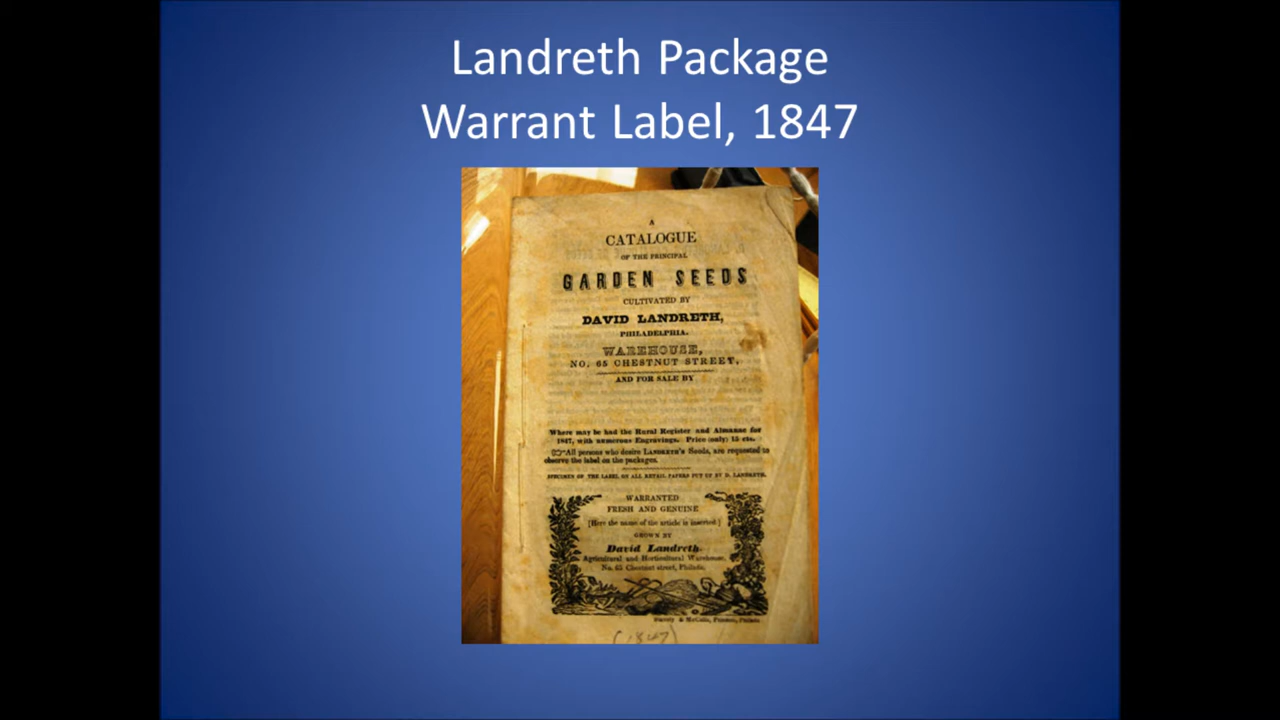 Landreth Package
Warrant Label, 1847
A
CATALOGUE
OF THE PRINCIPAL
GARDEN SEEDS
CULTIVATED BY
DAVID LANDRETH,
PHILADELPHIA.
WAREHOUSE,
NO. 65 CHESTNUT STREET,
AND FOR SALE BY
Where may be had the Rural Register and Almanac for
1847, with numerous Engravings. Price (only) 15 cts.
All persons who desire LANDRETH's Seeds, are requested to
observe the label on the packages.
SPECIMEN OF THE LABEL ON ALL RETAIL PAPERS PUT UP BY D. LANDRETH.
WARRANTED
FRESH AND GENUINE
[Here the name of the article is inserted]
GROWN BY
David Landreth.
Agricultural and Horticultural Warehouse,
No. 65 Chesnut street, Philada.
& McCalla, Printers, Philada
(1847)